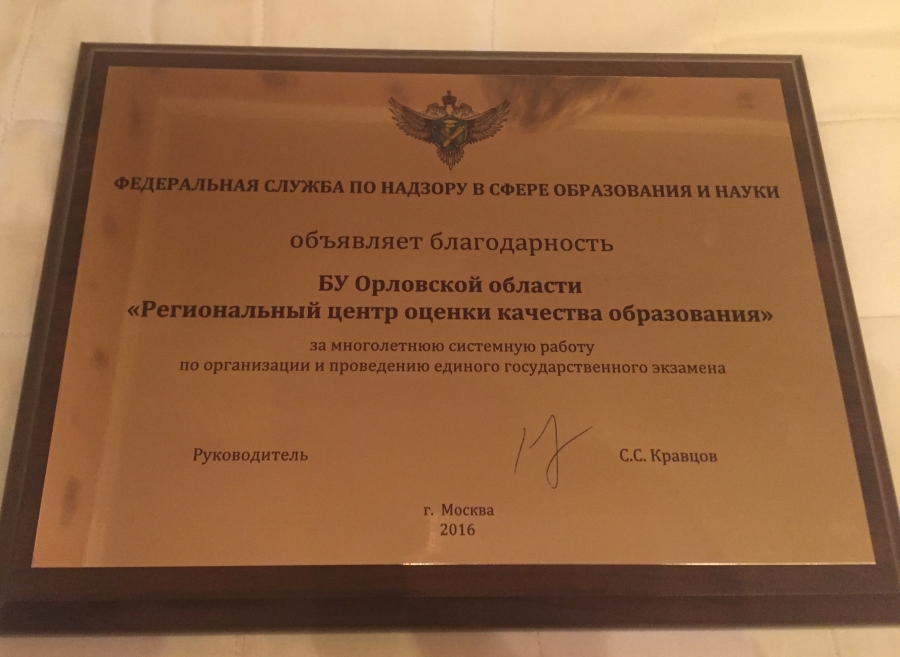 ФЕДЕРАЛЬНАЯ СЛУЖБА ПО НАДЗОРУ В СФЕРЕ ОБРАЗОВАНИЯ И НАУКИ
объявляет благодарность
БУ Орловской области
«Региональный центр оценки качества образования»
за многолетнюю системную работу
по организации и проведению единого государственного экзамена
Руководитель С.С. Кравцов
г. Москва
2016